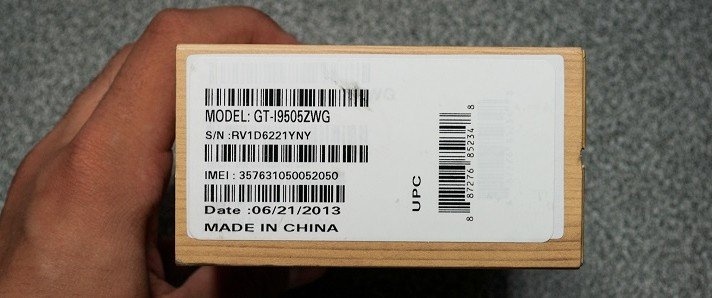 MODEL: GT-I9505ZWG
S/N :RV1D6221YNY
IMEI : 357631050052050
Date :06/21/2013
MADE IN CHINA
UPC
8 87276 85234 8